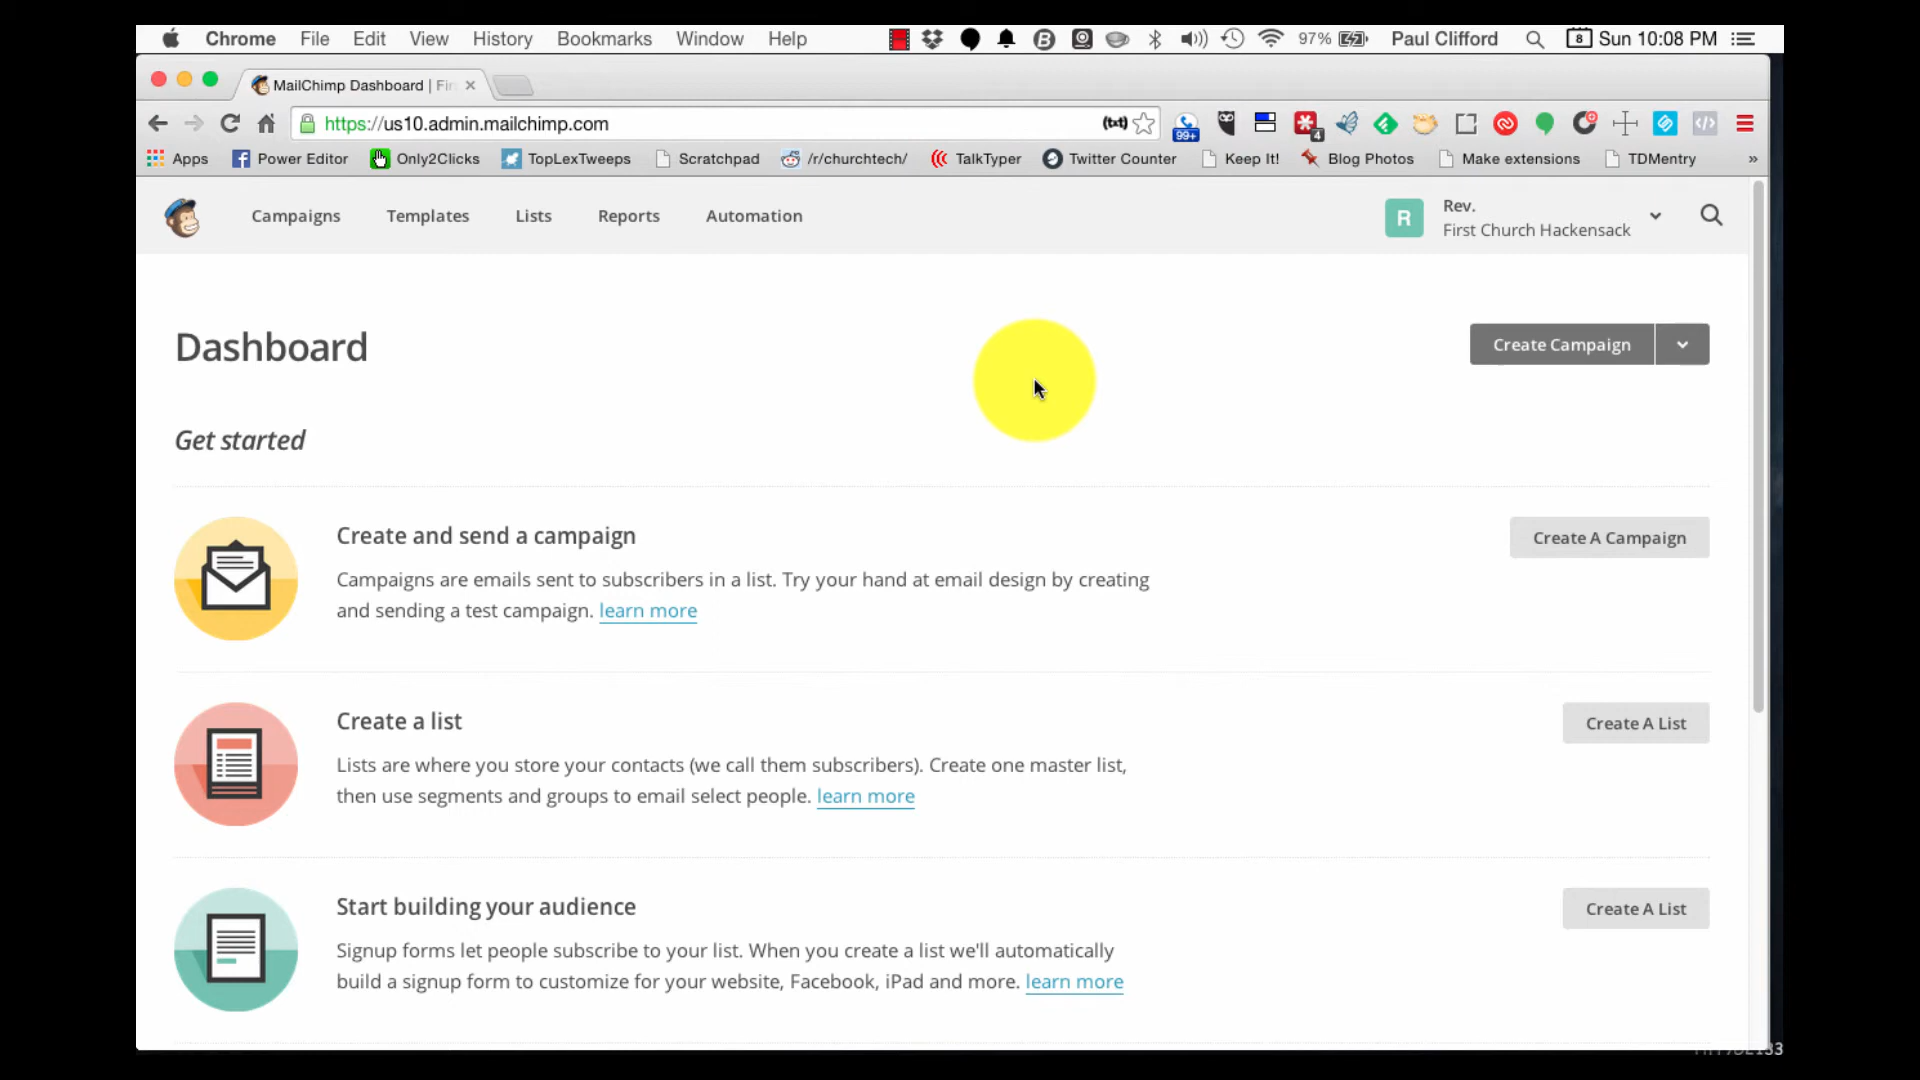 Chrome File Edit View History Bookmarks Window Help 97% Paul Clifford 8 Sun 10:08 PM
MailChimp Dashboard | Fir
https://us10.admin.mailchimp.com (txt) 99+ 4
Apps Power Editor Only2Clicks TopLexTweeps Scratchpad /r/churchtech/ TalkTyper Twitter Counter Keep It! Blog Photos Make extensions TDMentry »
Campaigns Templates Lists Reports Automation
R
Rev.
First Church Hackensack
Dashboard
Create Campaign
Get started
Create and send a campaign
Create A Campaign
Campaigns are emails sent to subscribers in a list. Try your hand at email design by creating
and sending a test campaign. learn more
Create a list
Create A List
Lists are where you store your contacts (we call them subscribers). Create one master list,
then use segments and groups to email select people. learn more
Start building your audience
Create A List
Signup forms let people subscribe to your list. When you create a list we'll automatically
build a signup form to customize for your website, Facebook, iPad and more. learn more